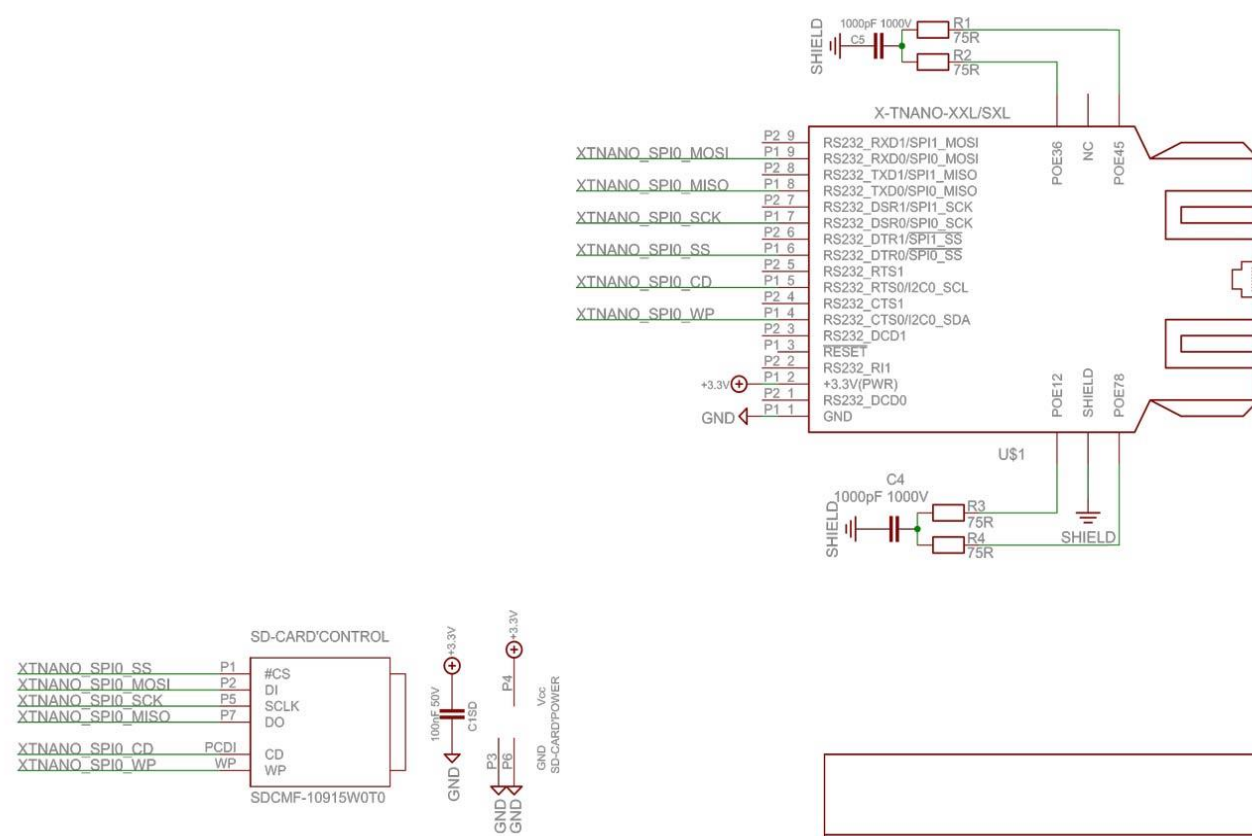 SHIELD
1000pF 1000V
C5
R1
75R
R2
75R
X-TNANO-XXL/SXL
POE36
NC
POE45
P2 9 RS232_RXD1/SPI1_MOSI
XTNANO_SPI0_MOSI P1 9 RS232_RXD0/SPI0_MOSI
P2 8 RS232_TXD1/SPI1_MISO
XTNANO_SPI0_MISO P1 8 RS232_TXD0/SPI0_MISO
P2 7 RS232_DSR1/SPI1_SCK
XTNANO_SPI0_SCK P1 7 RS232_DSR0/SPI0_SCK
P2 6 RS232_DTR1/SPI1_SS
XTNANO_SPI0_SS P1 6 RS232_DTR0/SPI0_SS
P2 5 RS232_RTS1
XTNANO_SPI0_CD P1 5 RS232_RTS0/I2C0_SCL
P2 4 RS232_CTS1
XTNANO_SPI0_WP P1 4 RS232_CTS0/I2C0_SDA
P2 3 RS232_DCD1
P1 3 RESET
P2 2 RS232_RI1
+3.3V P1 2 +3.3V(PWR)
P2 1 RS232_DCD0
GND P1 1 GND
POE12
SHIELD
POE78
U$1
C4
1000pF 1000V
SHIELD
R3
75R
R4
75R
SHIELD
SD-CARD'CONTROL
XTNANO_SPI0_SS P1 #CS
XTNANO_SPI0_MOSI P2 DI
XTNANO_SPI0_SCK P5 SCLK
XTNANO_SPI0_MISO P7 DO
XTNANO_SPI0_CD PCDI CD
XTNANO_SPI0_WP WP WP
SDCMF-10915W0T0
+3.3V
100nF 50V
C1SD
GND
+3.3V
P4
Vcc
SD-CARD'POWER
GND
P3
P6
GND
GND